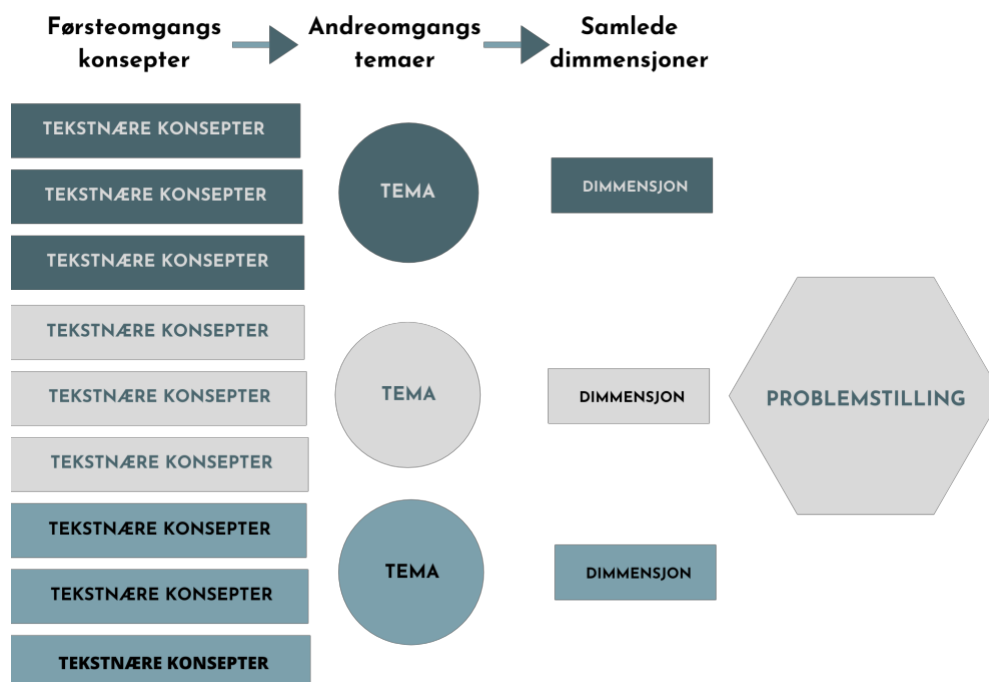 Førsteomgangs
konsepter
Andreomgangs
temaer
Samlede
dimmensjoner
TEKSTNÆRE KONSEPTER
TEKSTNÆRE KONSEPTER
TEKSTNÆRE KONSEPTER
TEMA
DIMMENSJON
TEKSTNÆRE KONSEPTER
TEKSTNÆRE KONSEPTER
TEKSTNÆRE KONSEPTER
TEMA
DIMMENSJON
PROBLEMSTILLING
TEKSTNÆRE KONSEPTER
TEKSTNÆRE KONSEPTER
TEKSTNÆRE KONSEPTER
TEMA
DIMMENSJON